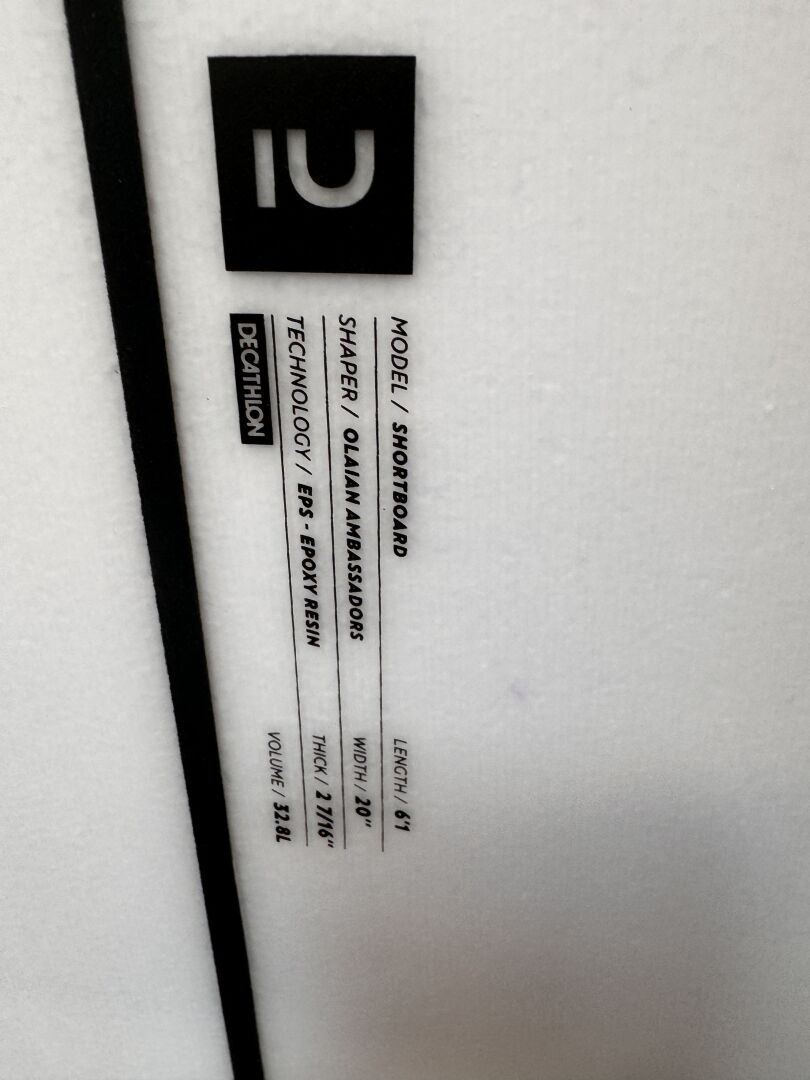 MODEL / SHORTBOARD
LENGTH / 6'1
SHAPER / OLAIAN AMBASSADORS
WIDTH / 20"
TECHNOLOGY / EPS - EPOXY RESIN
THICK / 2 7/16"
DECATHLON
VOLUME / 32.8L